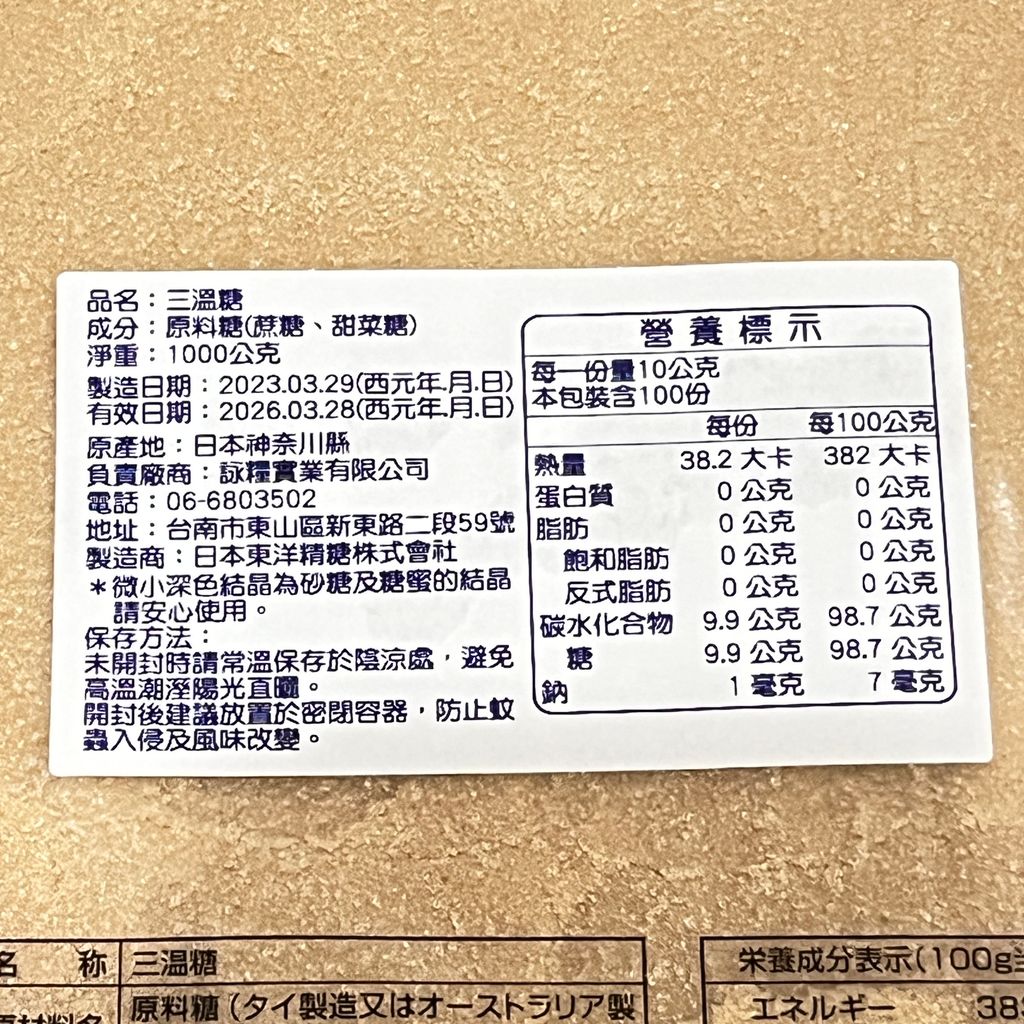 品名：三溫糖
成分：原料糖(蔗糖、甜菜糖)
淨重：1000公克
製造日期：2023.03.29(西元年.月.日)
有效日期：2026.03.28(西元年.月.日)
原產地：日本神奈川縣
負責廠商：詠糧實業有限公司
電話：06-6803502
地址：台南市東山區新東路二段59號
製造商：日本東洋精糖株式會社
＊微小深色結晶為砂糖及糖蜜的結晶
請安心使用。
保存方法：
未開封時請常溫保存於陰涼處，避免
高溫潮溼陽光直曬。
開封後建議放置於密閉容器，防止蚊
蟲入侵及風味改變。
營養標示
每一份量10公克
本包裝含100份
每份 每100公克
熱量 38.2 大卡 382 大卡
蛋白質 0 公克 0 公克
脂肪 0 公克 0 公克
飽和脂肪 0 公克 0 公克
反式脂肪 0 公克 0 公克
碳水化合物 9.9 公克 98.7 公克
糖 9.9 公克 98.7 公克
鈉 1 毫克 7 毫克
名 称 三温糖
原材料名 原料糖(タイ製造又はオーストラリア製
栄養成分表示(100g当
エネルギー 38